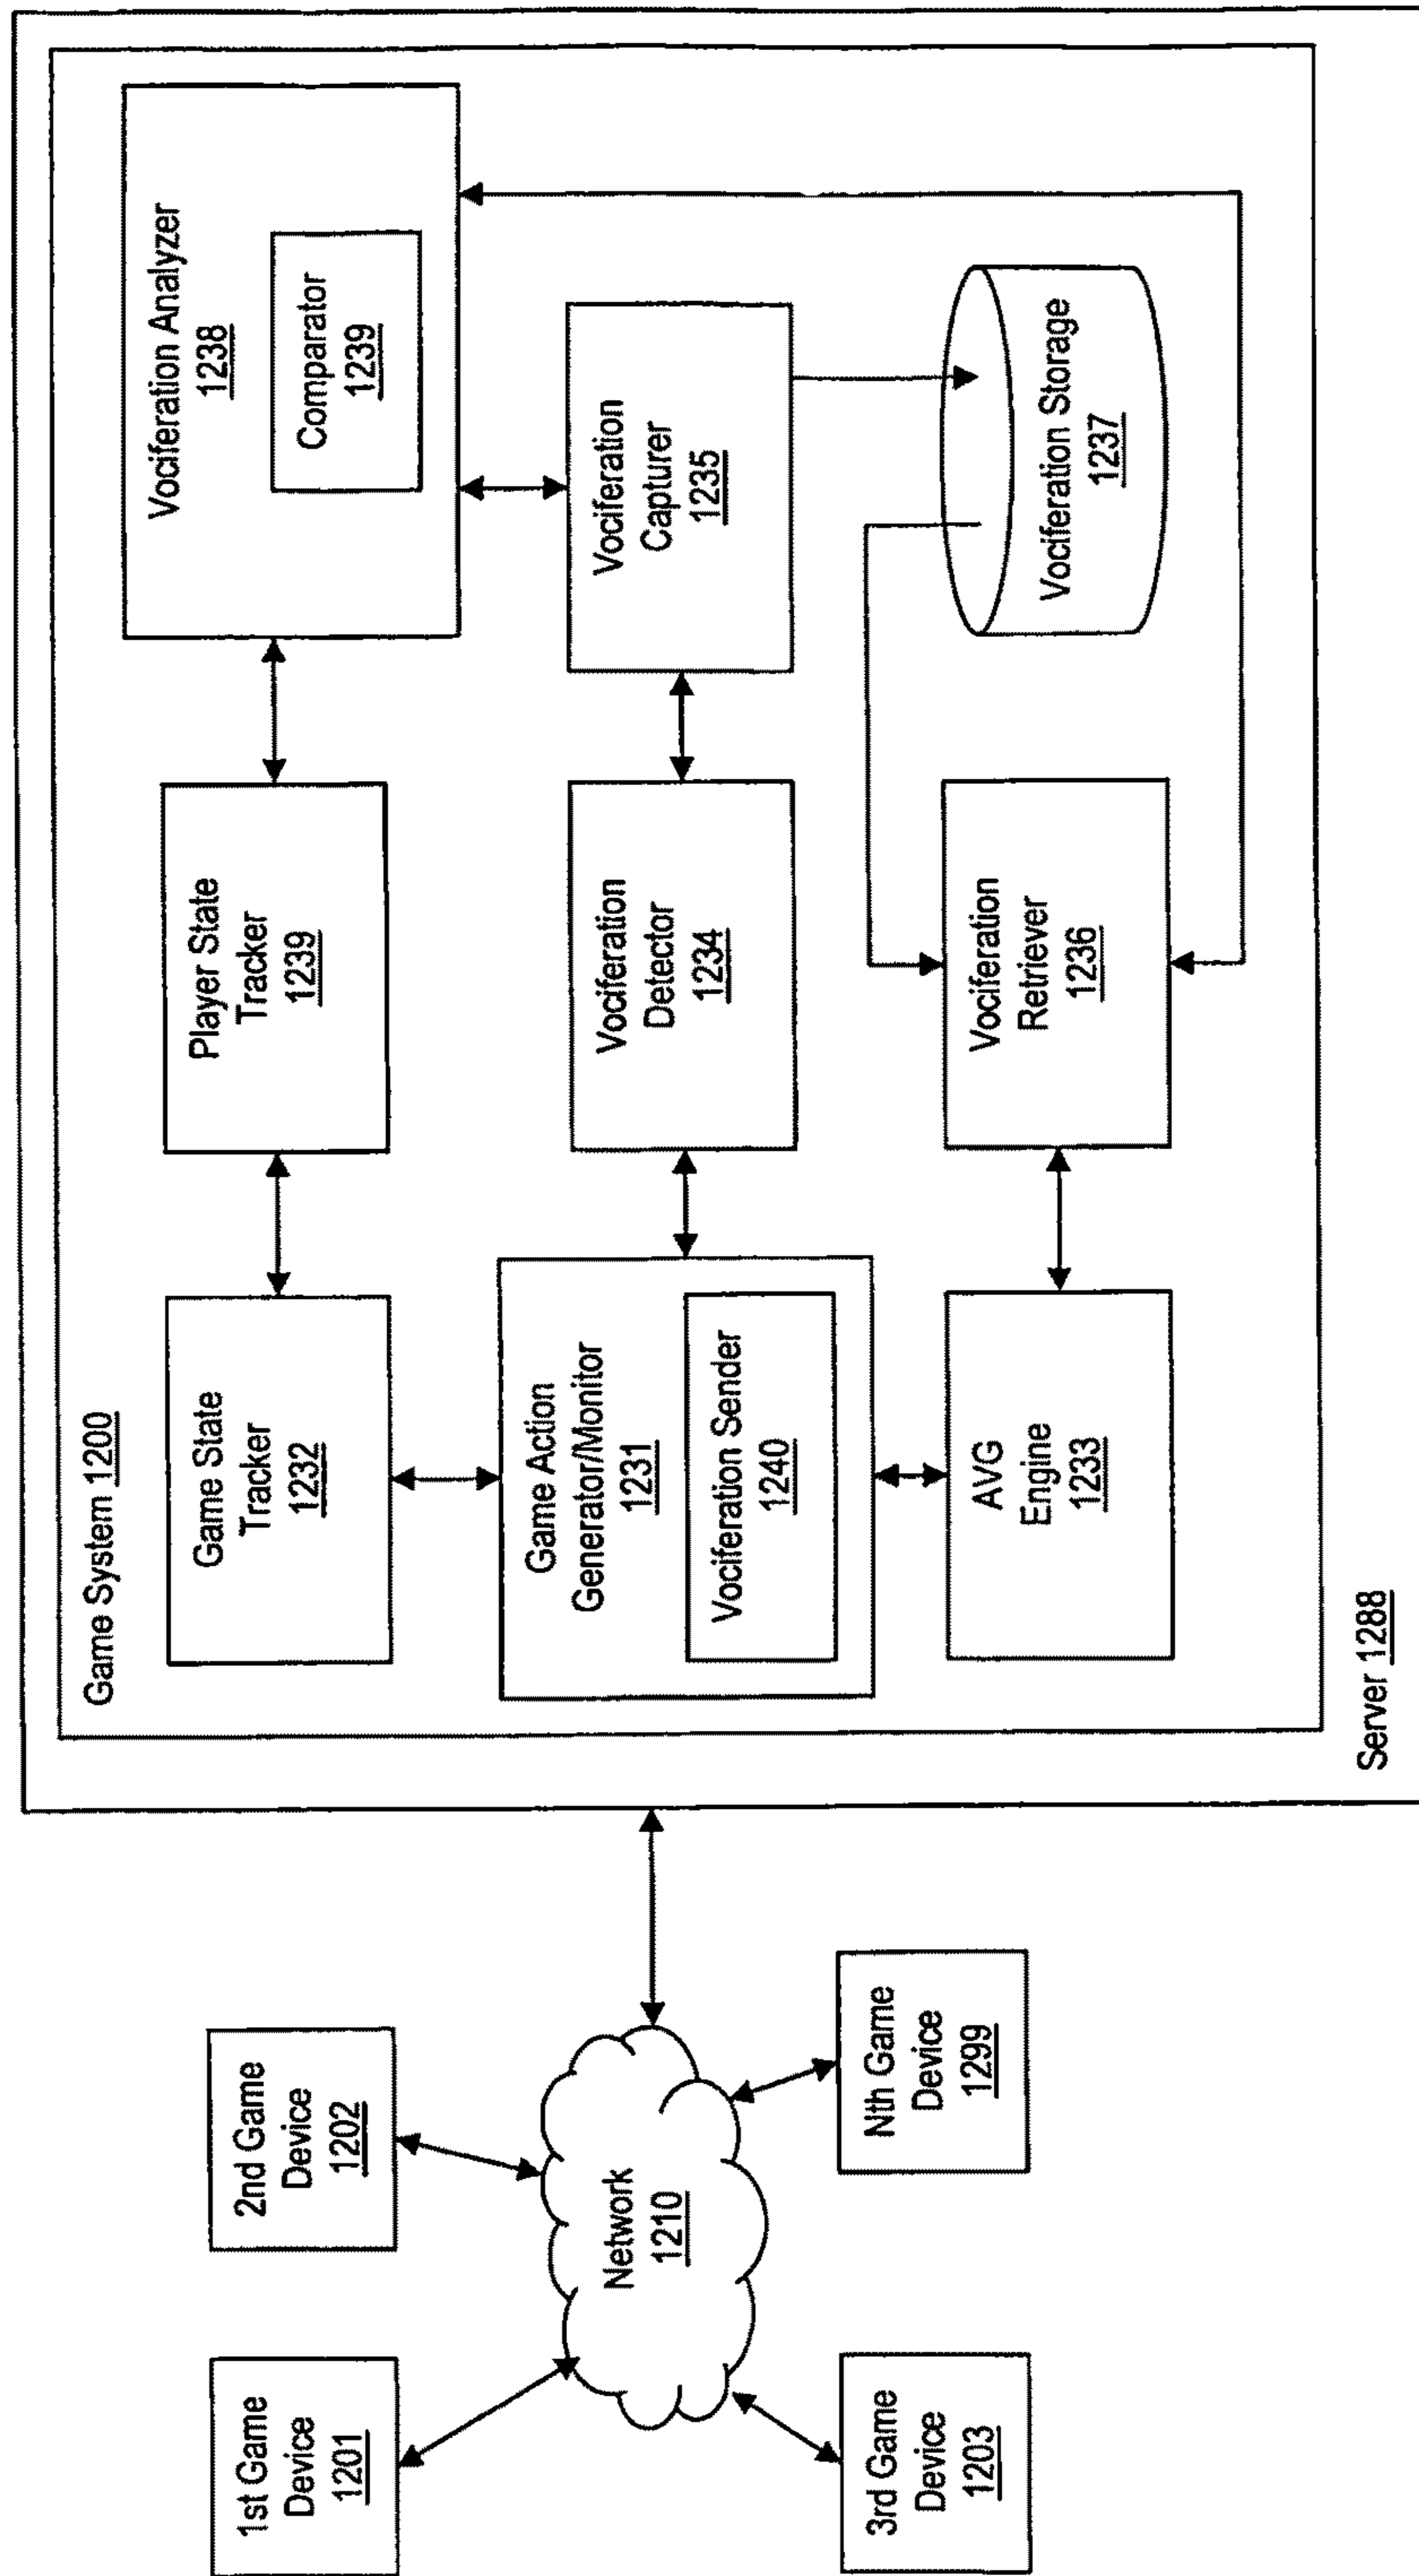 1st Game
Device
1201
2nd Game
Device
1202
3rd Game
Device
1203
Nth Game
Device
1299
Network
1210
Game System 1200
Game State
Tracker
1232
Player State
Tracker
1239
Vociferation Analyzer
1238
Comparator
1239
Game Action
Generator/Monitor
1231
Vociferation Sender
1240
Vociferation
Detector
1234
Vociferation
Capturer
1235
AVG
Engine
1233
Vociferation
Retriever
1236
Vociferation Storage
1237
Server 1288